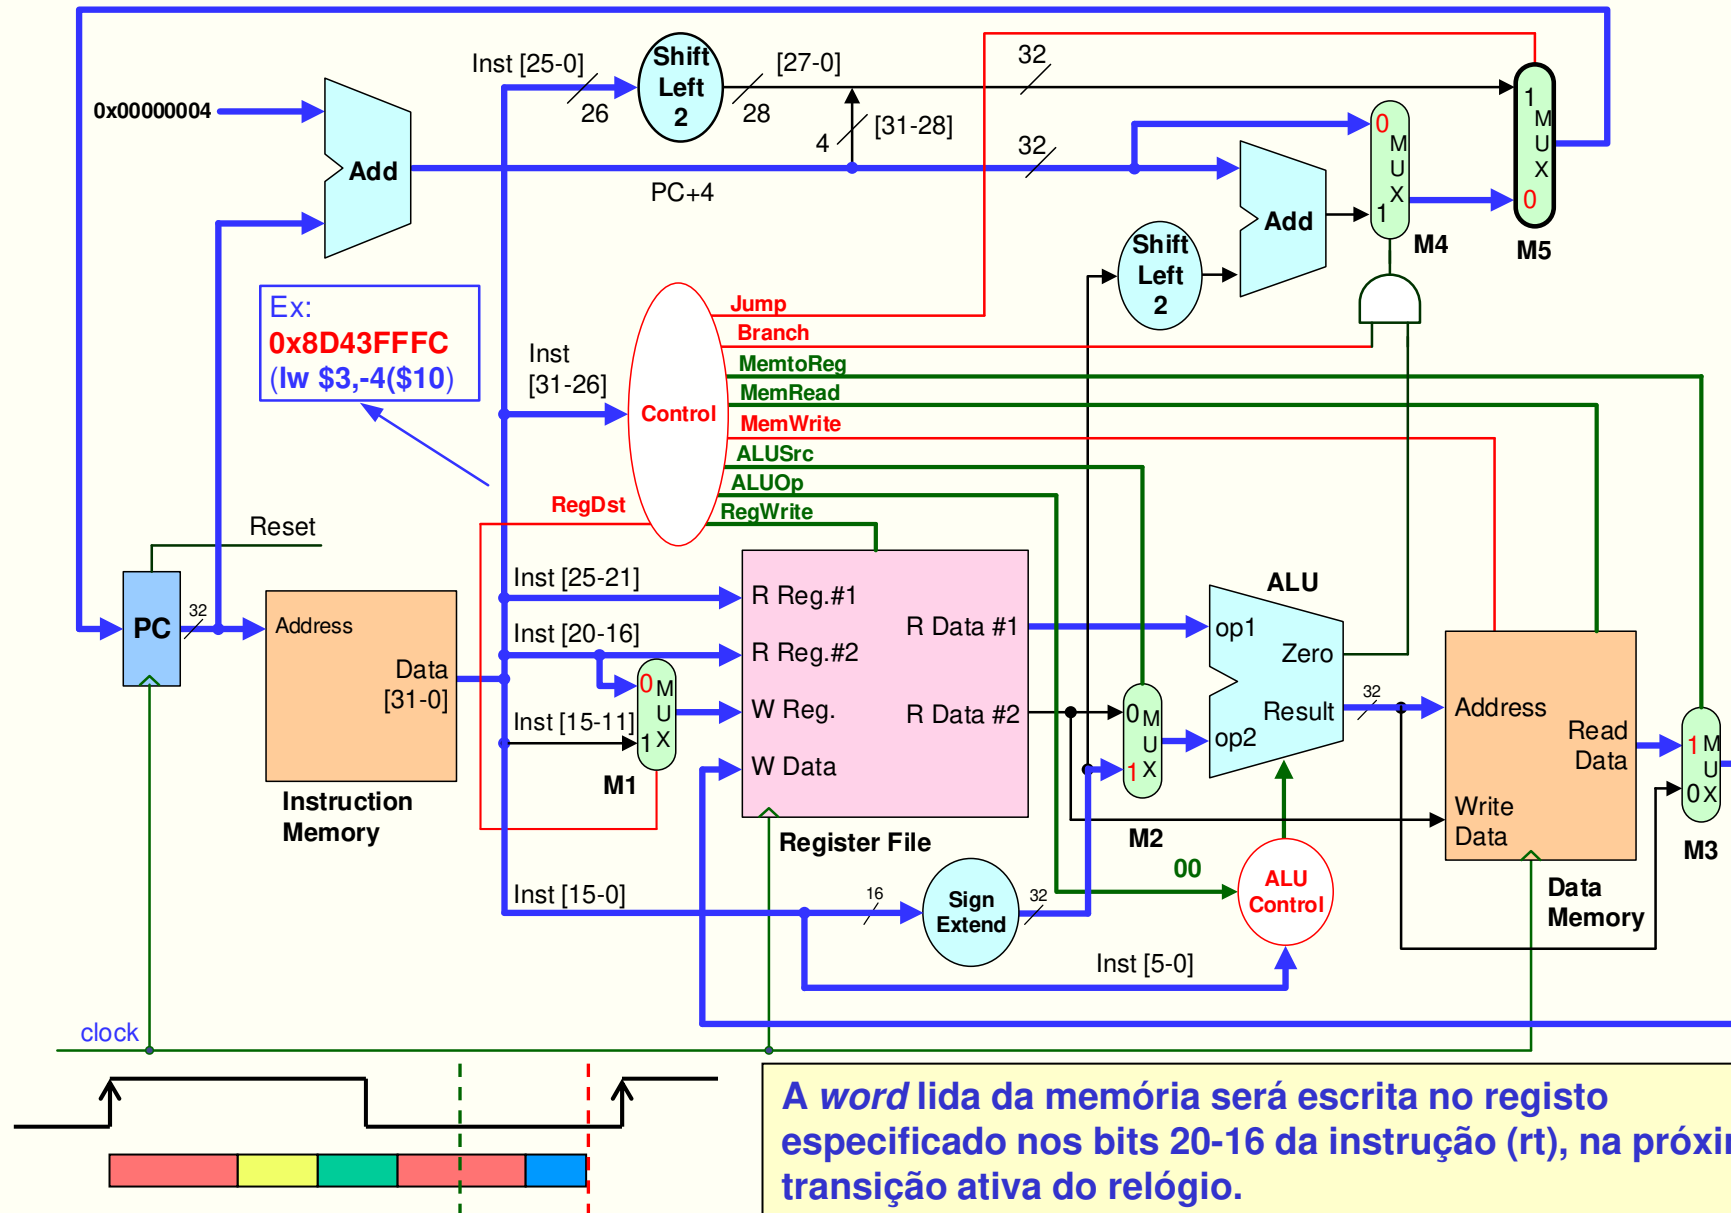 Inst [25-0]
26
Shift
Left
2
[27-0]
28
4
[31-28]
32
0x00000004
Add
PC+4
32
0
M
U
X
1
M4
1
M
U
X
0
M5
Shift
Left
2
Add
Ex:
0x8D43FFFC
(lw $3,-4($10)
Inst
[31-26]
Control
Jump
Branch
MemtoReg
MemRead
MemWrite
ALUSrc
ALUOp
RegWrite
RegDst
Reset
PC
32
Address
Data
[31-0]
Instruction
Memory
Inst [25-21]
Inst [20-16]
Inst [15-11]
0
M
U
1 X
M1
R Reg.#1
R Reg.#2
W Reg.
W Data
R Data #1
R Data #2
Register File
0 M
U
1 X
M2
ALU
op1
Zero
Result
op2
32
Address
Read
Data
Write
Data
Data
Memory
1 M
U
0 X
M3
Inst [15-0]
16
Sign
Extend
32
00
ALU
Control
Inst [5-0]
clock
A word lida da memória será escrita no registo
especificado nos bits 20-16 da instrução (rt), na
transição ativa do relógio.